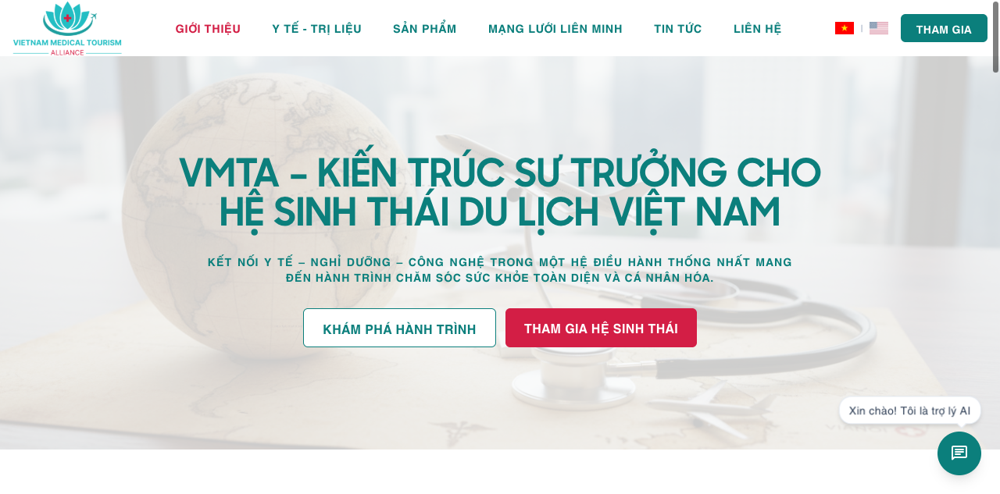 VIETNAM MEDICAL TOURISM
ALLIANCE
GIỚI THIỆU
Y TẾ - TRỊ LIỆU
SẢN PHẨM
MẠNG LƯỚI LIÊN MINH
TIN TỨC
LIÊN HỆ
|
THAM GIA
VMTA – KIẾN TRÚC SƯ TRƯỞNG CHO
HỆ SINH THÁI DU LỊCH VIỆT NAM
KẾT NỐI Y TẾ – NGHỈ DƯỠNG – CÔNG NGHỆ TRONG MỘT HỆ ĐIỀU HÀNH THỐNG NHẤT MANG
ĐẾN HÀNH TRÌNH CHĂM SÓC SỨC KHỎE TOÀN DIỆN VÀ CÁ NHÂN HÓA.
KHÁM PHÁ HÀNH TRÌNH
THAM GIA HỆ SINH THÁI
Xin chào! Tôi là trợ lý AI